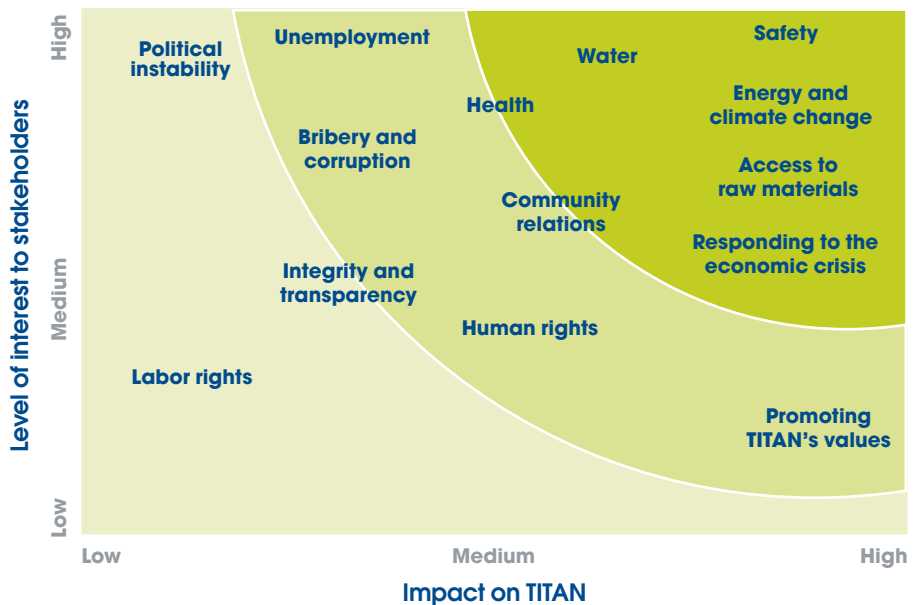 High
Medium
Low
Level of interest to stakeholders
Political
instability
Unemployment
Safety
Water
Health
Energy and
climate change
Bribery and
corruption
Access to
raw materials
Community
relations
Responding to the
economic crisis
Integrity and
transparency
Human rights
Labor rights
Promoting
TITAN's values
Low
Medium
High
Impact on TITAN